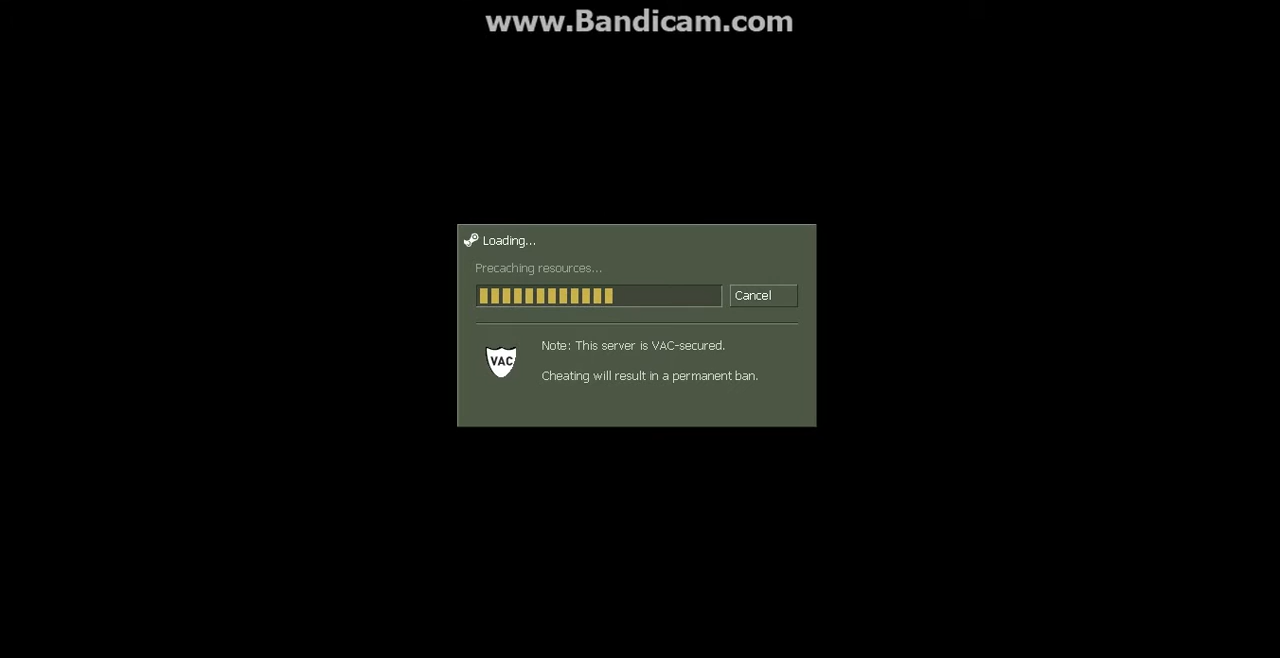 www.Bandicam.com
Loading...
Precaching resources...
Cancel
VAC
Note: This server is VAC-secured.
Cheating will result in a permanent ban.